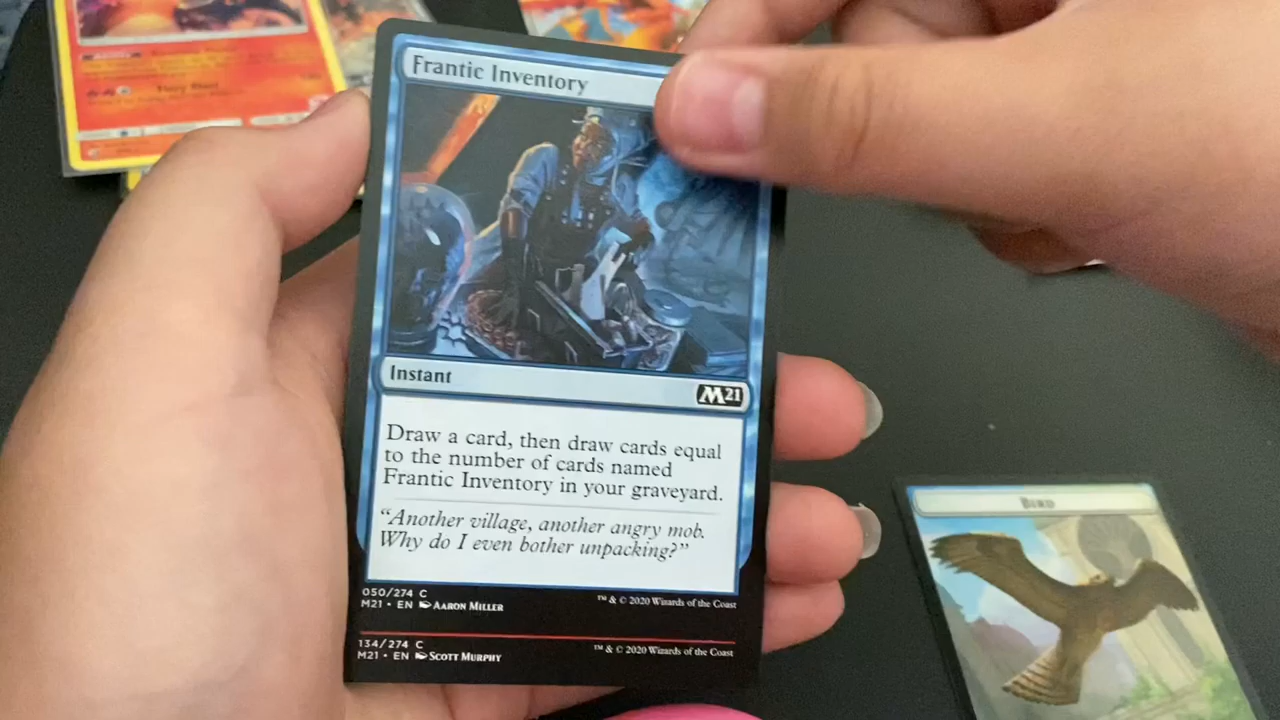 Frantic Inventory
Instant
M21
Draw a card, then draw cards equal
to the number of cards named
Frantic Inventory in your graveyard.
“Another village, another angry mob.
Why do I even bother unpacking?”
050/274 C
M21 • EN Aaron Miller
™ & © 2020 Wizards of the Coast
134/274 C
M21 • EN Scott Murphy
™ & © 2020 Wizards of the Coast
Bird